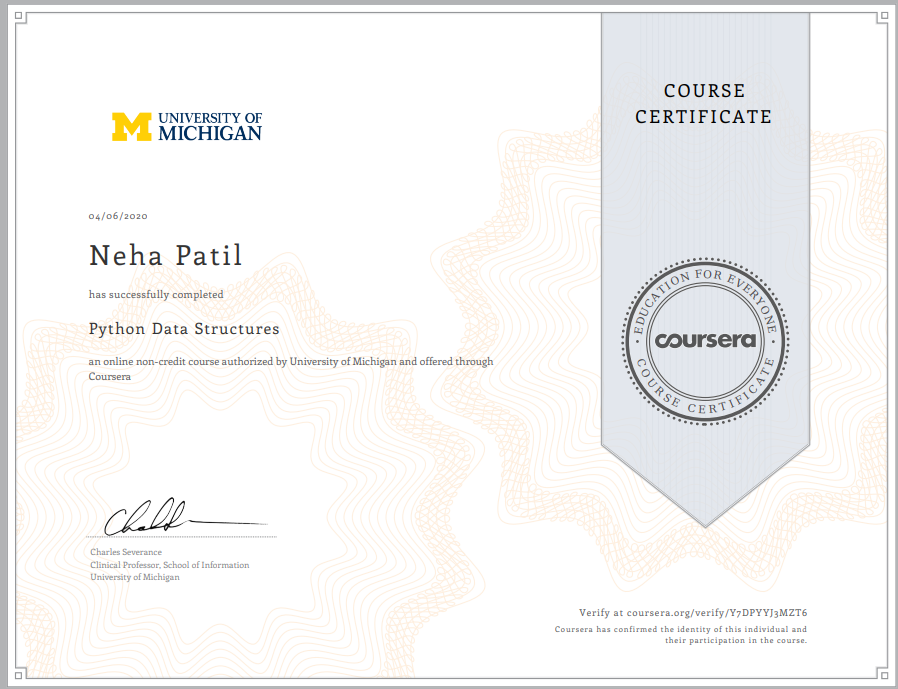 COURSE
CERTIFICATE
UNIVERSITY OF
MICHIGAN
04/06/2020
Neha Patil
has successfully completed
Python Data Structures
an online non-credit course authorized by University of Michigan and offered through
Coursera
EDUCATION FOR EVERYONE
coursera
COURSE CERTIFICATE
Charles Severance
Clinical Professor, School of Information
University of Michigan
Verify at coursera.org/verify/Y7DPYYJ3MZT6
Coursera has confirmed the identity of this individual and
their participation in the course.